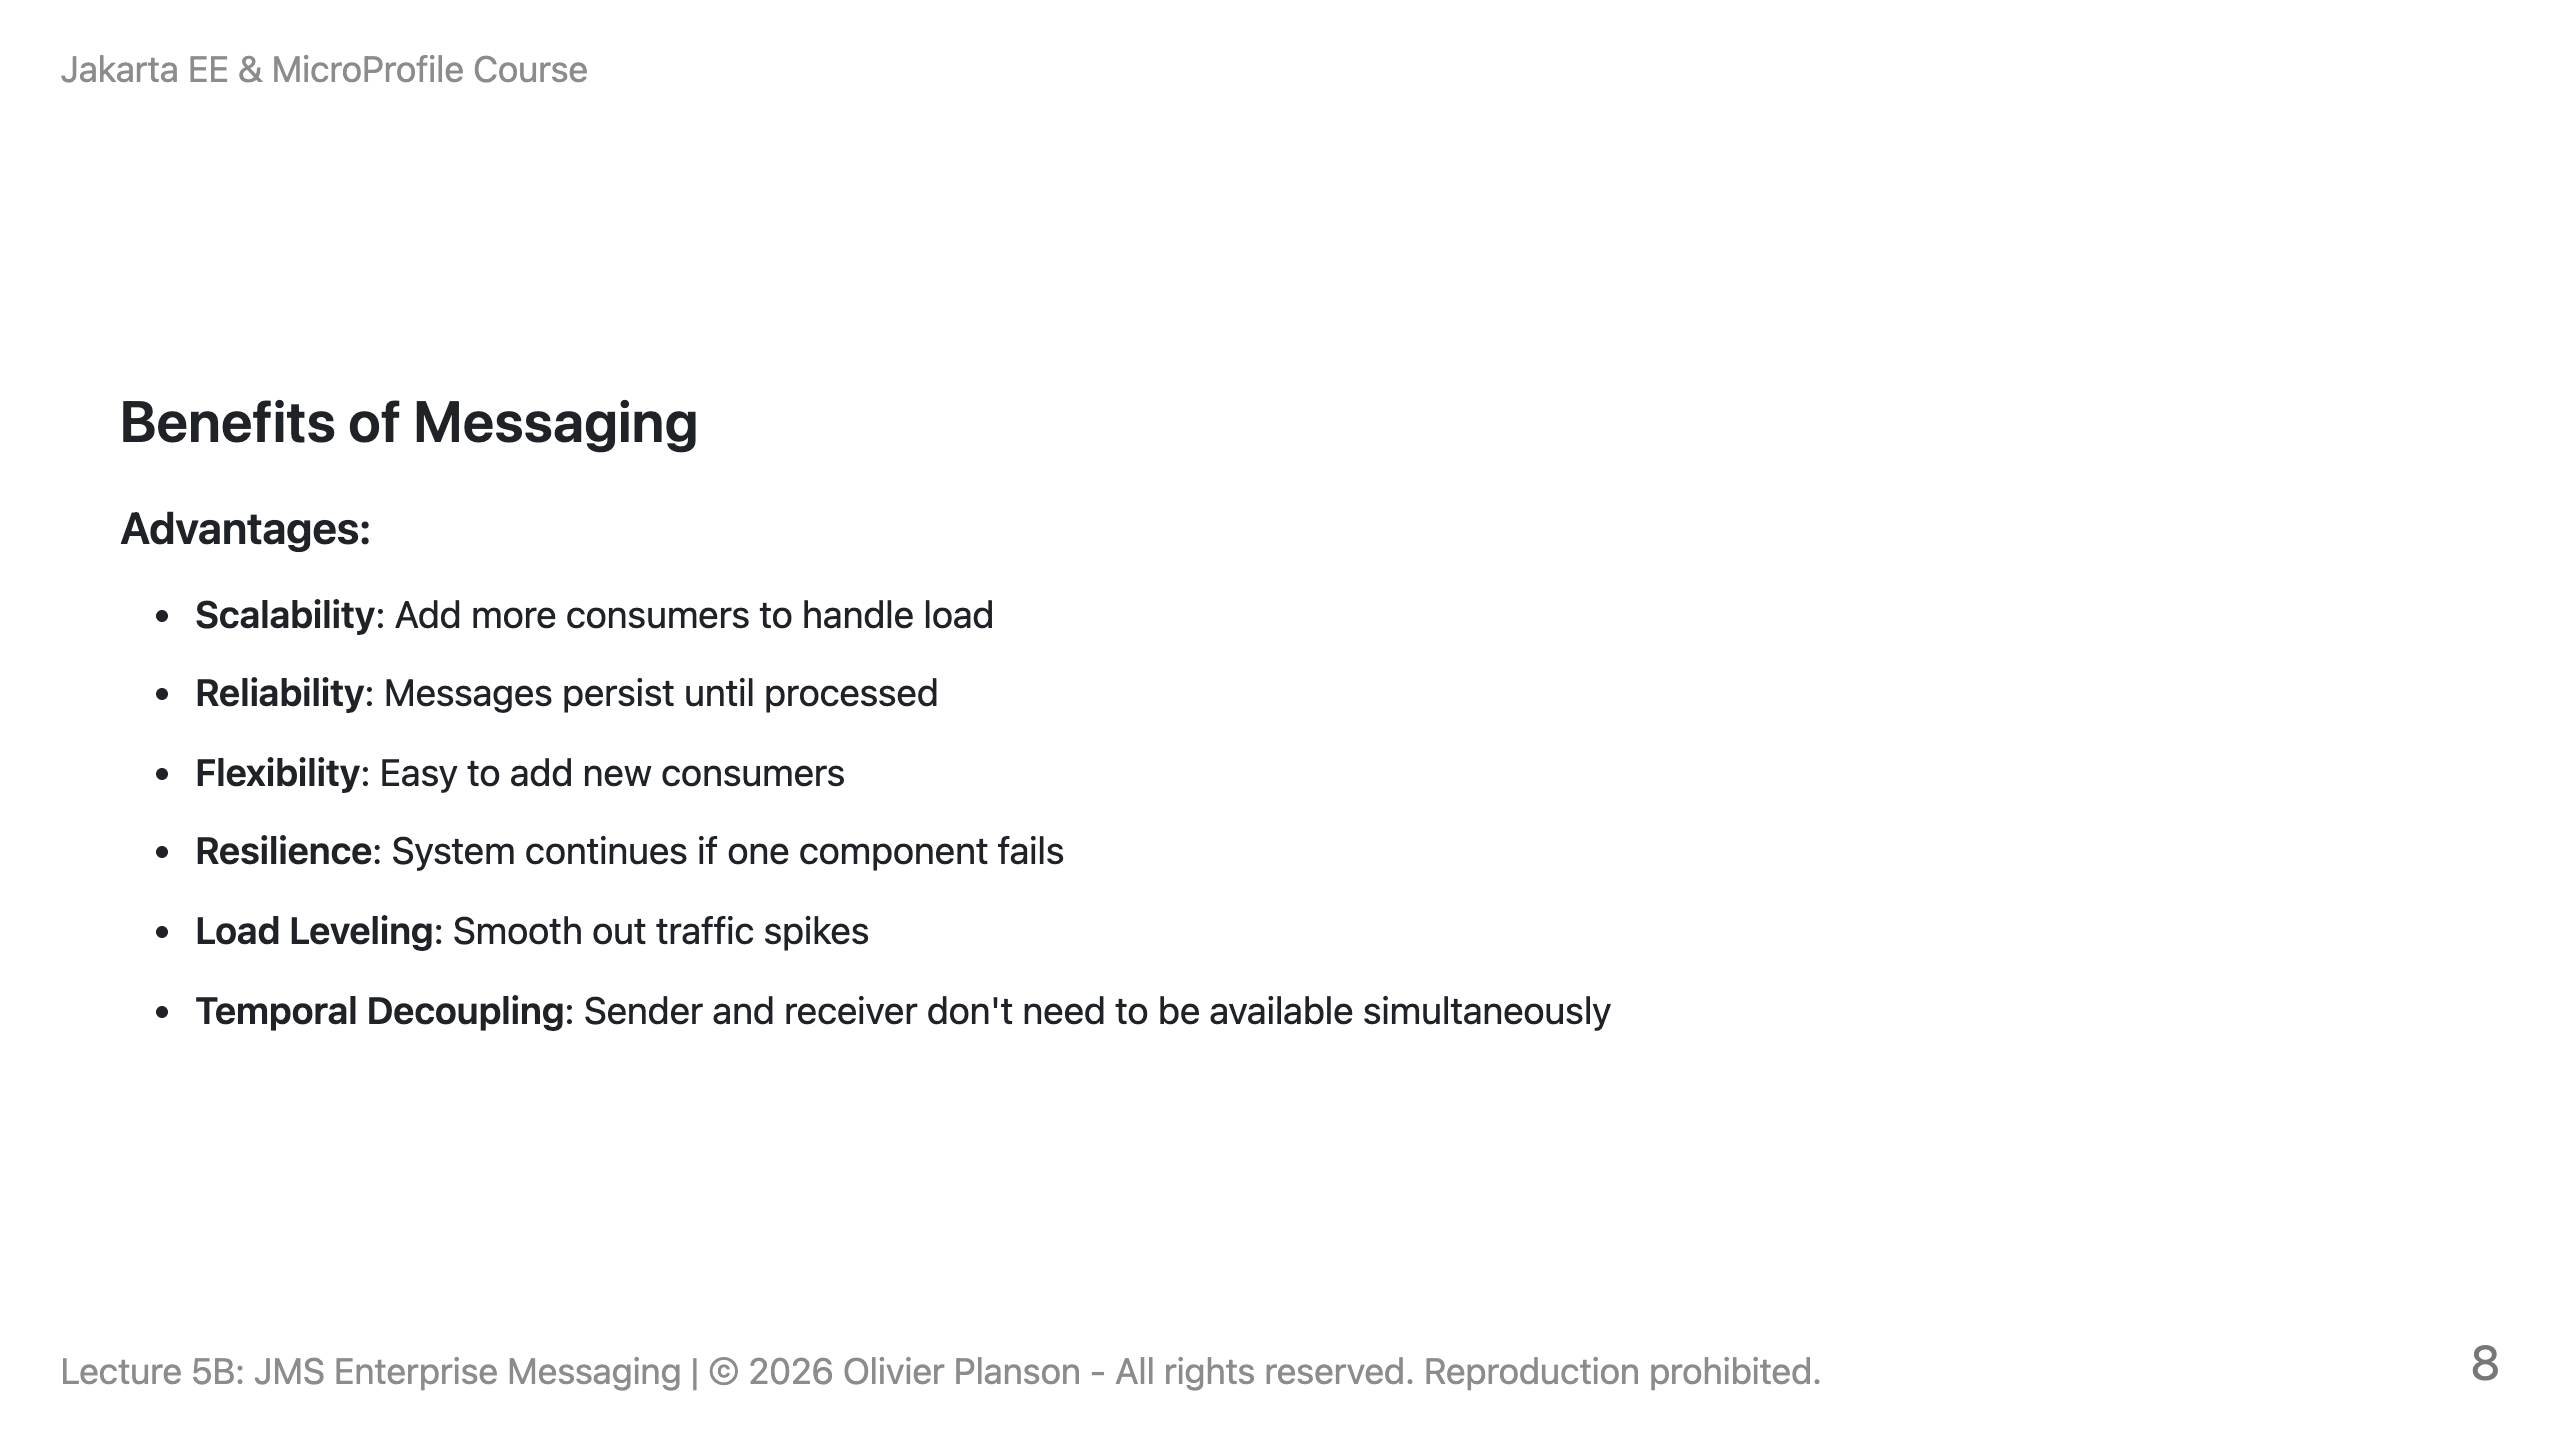 Jakarta EE & MicroProfile Course
Benefits of Messaging
Advantages:
• Scalability: Add more consumers to handle load
• Reliability: Messages persist until processed
• Flexibility: Easy to add new consumers
• Resilience: System continues if one component fails
• Load Leveling: Smooth out traffic spikes
• Temporal Decoupling: Sender and receiver don't need to be available simultaneously
Lecture 5B: JMS Enterprise Messaging | © 2026 Olivier Planson - All rights reserved. Reproduction prohibited.
8